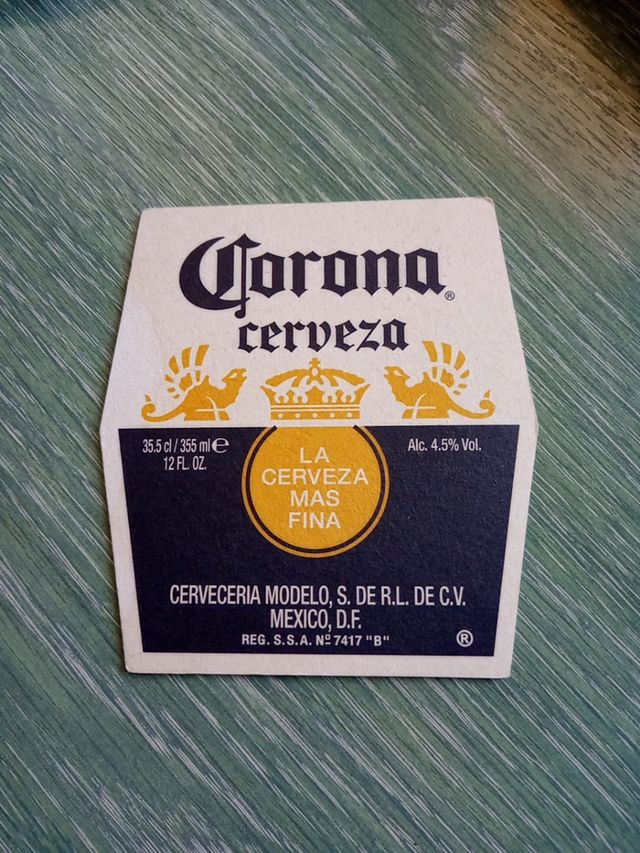 Corona®
cerveza
35.5 cl / 355 ml ℮
12 FL. OZ.
Alc. 4.5% Vol.
LA
CERVEZA
MAS
FINA
CERVECERIA MODELO, S. DE R.L. DE C.V.
MEXICO, D.F.
REG. S.S.A. Nº 7417 "B"
®